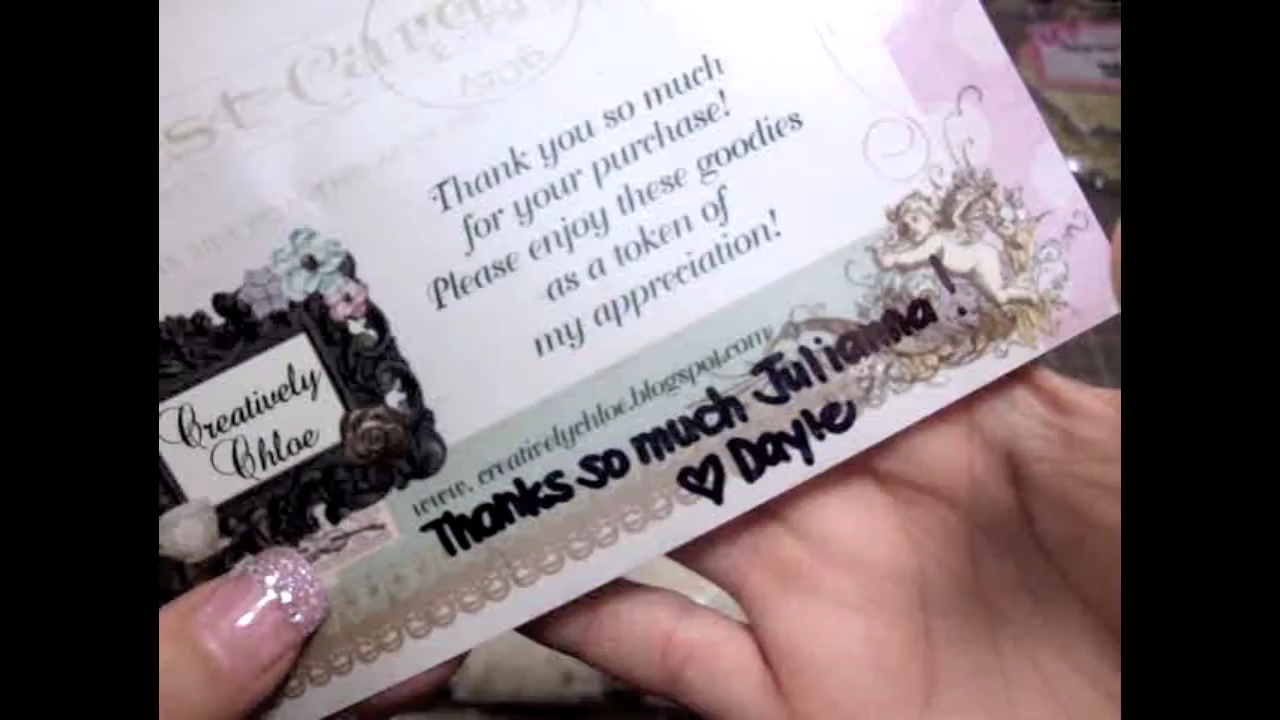 Thank you so much
for your purchase!
Please enjoy these goodies
as a token of
my appreciation!
Creatively
Chloe
www.creativelychloe.blogspot.com
Thanks so much Julianna!
♥ Dayle